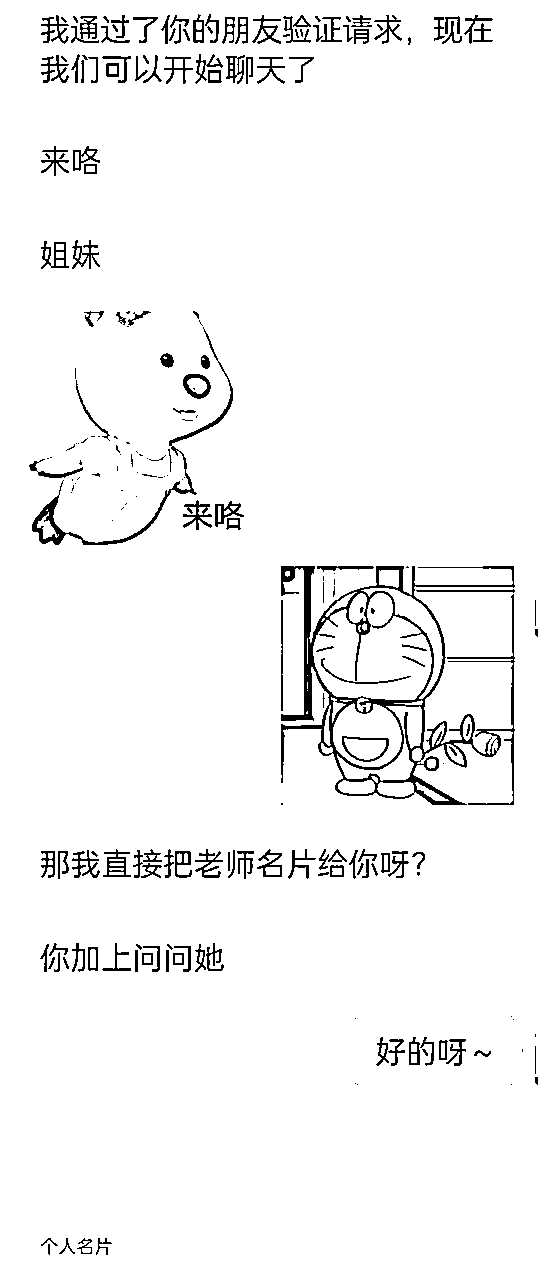 我通过了你的朋友验证请求，现在
我们可以开始聊天了
来咯
姐妹
来咯
那我直接把老师名片给你呀？
你加上问问她
好的呀～
个人名片